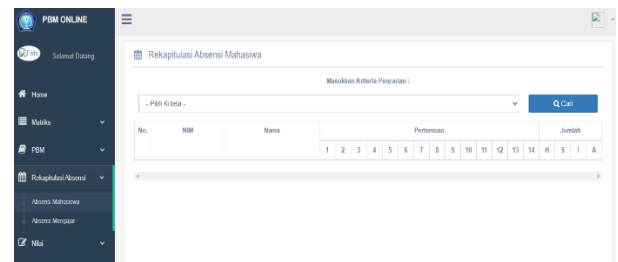 PBM ONLINE
Foto
Selamat Datang,
Home
Matriks
PBM
Rekapitulasi Absensi
Absensi Mahasiswa
Absensi Mengajar
Nilai
Rekapitulasi Absensi Mahasiwa
Masukkan Kriteria Pencarian :
- Pilih Kriteria -
Cari
No. NIM Nama Pertemuan Jumlah
1 2 3 4 5 6 7 8 9 10 11 12 13 14 H S I A